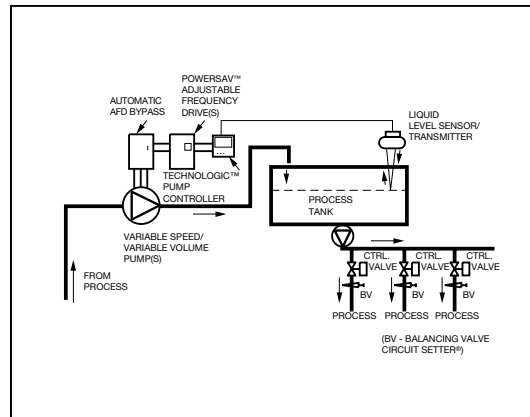 POWERSAV™
ADJUSTABLE
FREQUENCY
DRIVE(S)
AUTOMATIC
AFD BYPASS
LIQUID
LEVEL SENSOR/
TRANSMITTER
TECHNOLOGIC™
PUMP
CONTROLLER
PROCESS
TANK
VARIABLE SPEED/
VARIABLE VOLUME
PUMP(S)
FROM
PROCESS
CTRL.
VALVE
CTRL.
VALVE
CTRL.
VALVE
BV
BV
BV
PROCESS
PROCESS
PROCESS
(BV - BALANCING VALVE
CIRCUIT SETTER®)